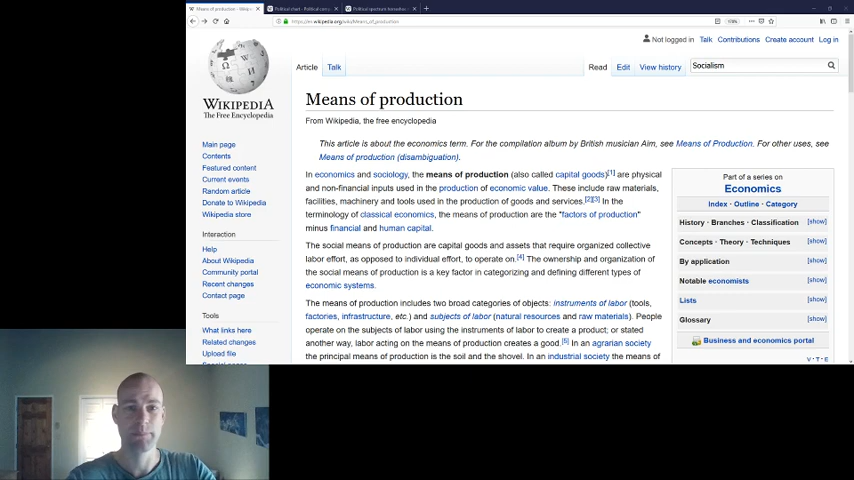 Means of production - Wiki
Political chart - Political com
Political spectrum
https://en.wikipedia.org/wiki/Means_of_production
Not logged in Talk Contributions Create account Log in
Article Talk Read Edit View history Socialism
WIKIPEDIA
The Free Encyclopedia
Main page
Contents
Featured content
Current events
Random article
Donate to Wikipedia
Wikipedia store
Interaction
Help
About Wikipedia
Community portal
Recent changes
Contact page
Tools
What links here
Related changes
Upload file
Means of production
From Wikipedia, the free encyclopedia
This article is about the economics term. For the compilation album by British musician Aim, see Means of Production. For other uses, see
Means of production (disambiguation).
In economics and sociology, the means of production (also called capital goods)[1] are physical
and non-financial inputs used in the production of economic value. These include raw materials,
facilities, machinery and tools used in the production of goods and services.[2][3] In the
terminology of classical economics, the means of production are the "factors of production"
minus financial and human capital.
The social means of production are capital goods and assets that require organized collective
labor effort, as opposed to individual effort, to operate on.[4] The ownership and organization of
the social means of production is a key factor in categorizing and defining different types of
economic systems.
The means of production includes two broad categories of objects: instruments of labor (tools,
factories, infrastructure, etc.) and subjects of labor (natural resources and raw materials). People
operate on the subjects of labor using the instruments of labor to create a product; or stated
another way, labor acting on the means of production creates a good.[5] In an agrarian society
the principal means of production is the soil and the shovel. In an industrial society the means of
Part of a series on
Economics
Index · Outline · Category
History · Branches · Classification [show]
Concepts · Theory · Techniques [show]
By application [show]
Notable economists [show]
Lists [show]
Glossary [show]
Business and economics portal
V·T·E